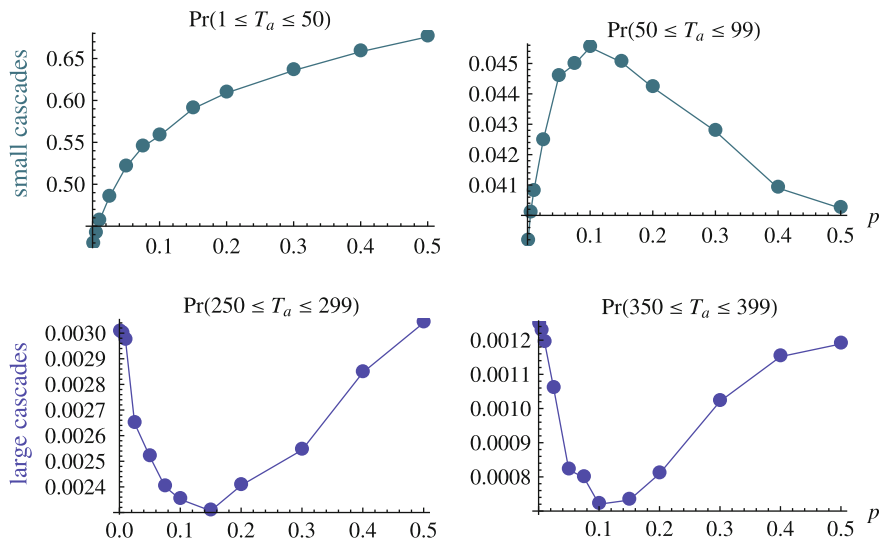 Pr(1 ≤ T_a ≤ 50)
small cascades
0.65
0.60
0.55
0.50
0.1 0.2 0.3 0.4 0.5
Pr(50 ≤ T_a ≤ 99)
0.045
0.044
0.043
0.042
0.041
0.1 0.2 0.3 0.4 0.5 p
Pr(250 ≤ T_a ≤ 299)
large cascades
0.0030
0.0029
0.0028
0.0027
0.0026
0.0025
0.0024
0.0 0.1 0.2 0.3 0.4 0.5
Pr(350 ≤ T_a ≤ 399)
0.0012
0.0011
0.0010
0.0009
0.0008
0.1 0.2 0.3 0.4 0.5 p